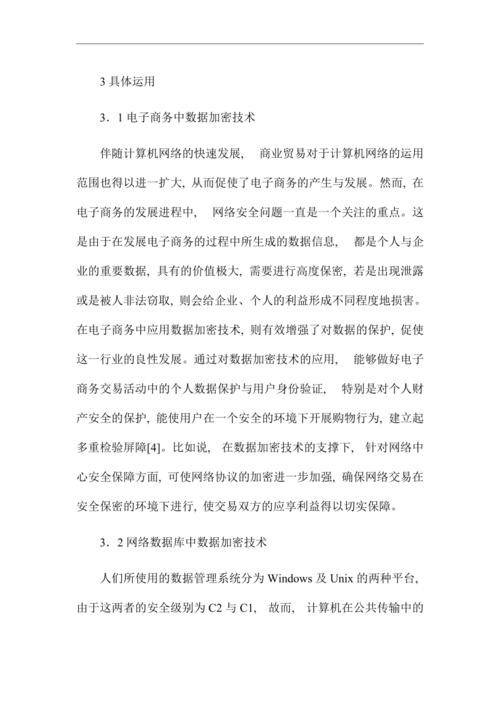 3 具体运用
3．1 电子商务中数据加密技术
伴随计算机网络的快速发展, 商业贸易对于计算机网络的运用
范围也得以进一扩大, 从而促使了电子商务的产生与发展。然而, 在
电子商务的发展进程中, 网络安全问题一直是一个关注的重点。这
是由于在发展电子商务的过程中所生成的数据信息, 都是个人与企
业的重要数据, 具有的价值极大, 需要进行高度保密, 若是出现泄露
或是被人非法窃取, 则会给企业、个人的利益形成不同程度地损害。
在电子商务中应用数据加密技术, 则有效增强了对数据的保护, 促使
这一行业的良性发展。通过对数据加密技术的应用, 能够做好电子
商务交易活动中的个人数据保护与用户身份验证, 特别是对个人财
产安全的保护, 能使用户在一个安全的环境下开展购物行为, 建立起
多重检验屏障[4]。比如说, 在数据加密技术的支撑下, 针对网络中
心安全保障方面, 可使网络协议的加密进一步加强, 确保网络交易在
安全保密的环境下进行, 使交易双方的应享利益得以切实保障。
3．2 网络数据库中数据加密技术
人们所使用的数据管理系统分为 Windows 及 Unix 的两种平台,
由于这两者的安全级别为 C2 与 C1, 故而, 计算机在公共传输中的